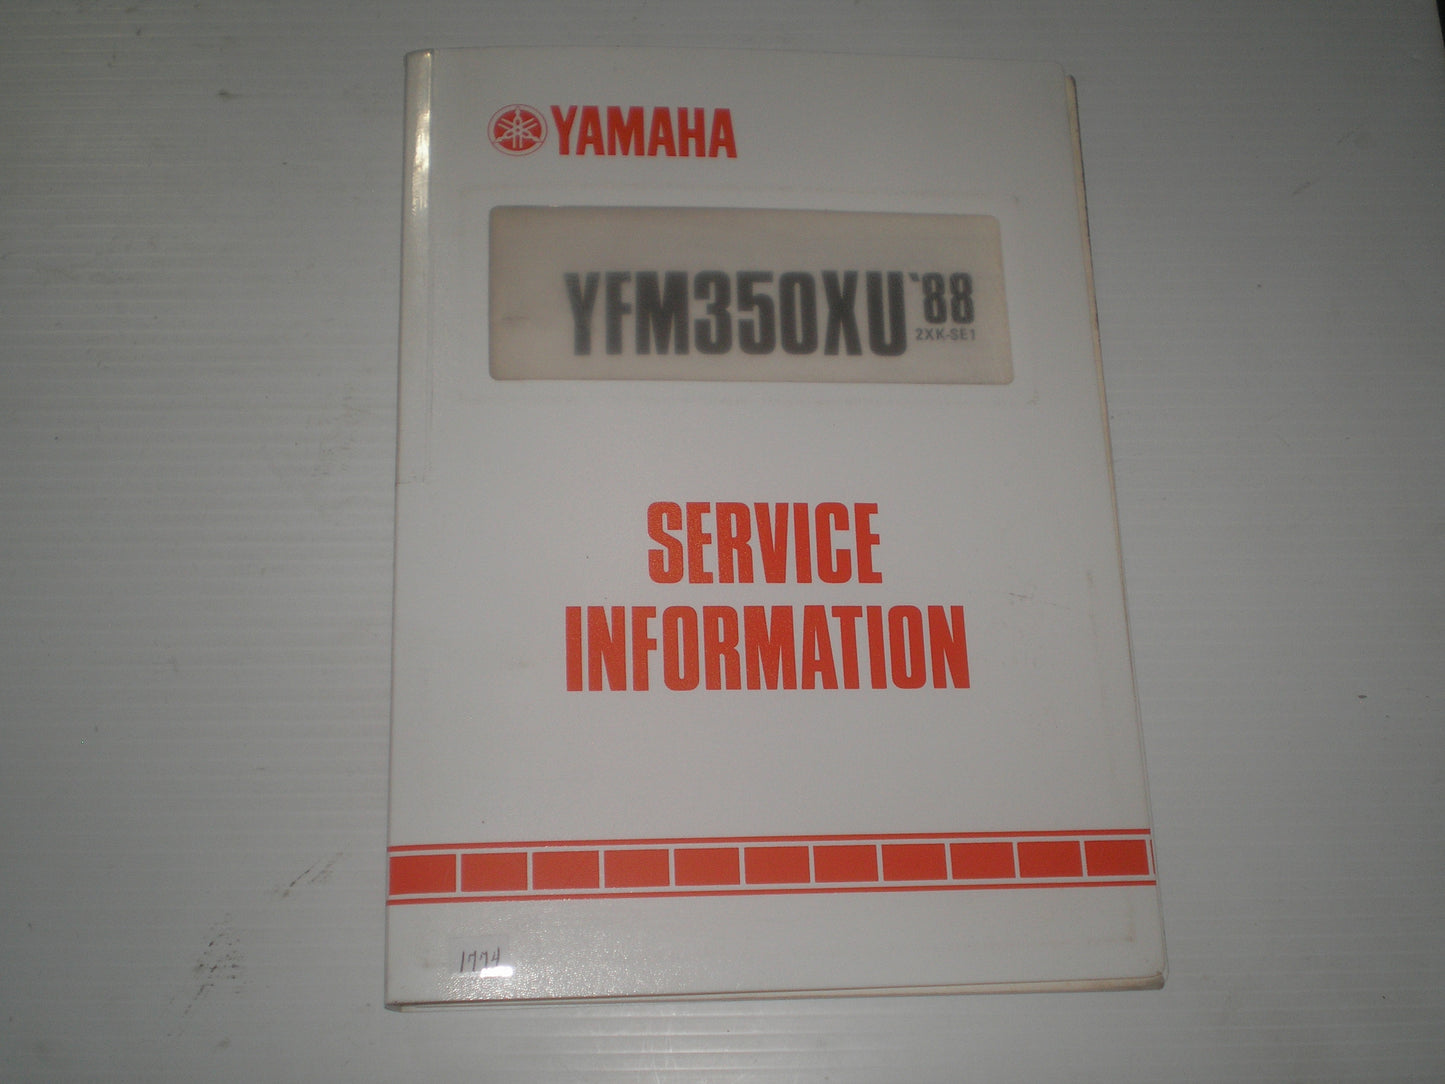 YAMAHA
YFM350XU '88
2XK-SE1
SERVICE
INFORMATION
1774